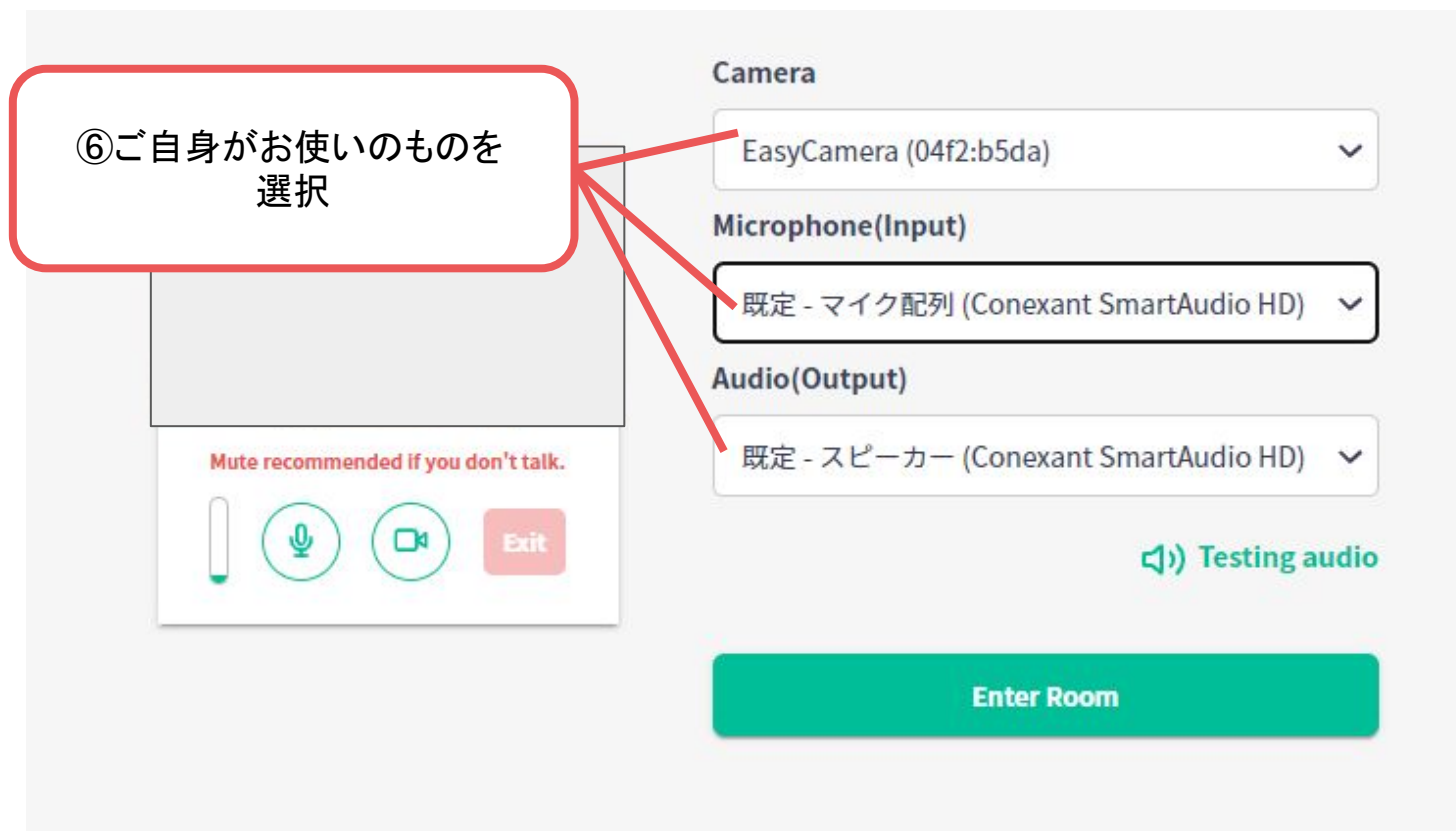 ⑥ご自身がお使いのものを
選択
Camera
EasyCamera (04f2:b5da)
Microphone(Input)
既定 - マイク配列 (Conexant SmartAudio HD)
Audio(Output)
既定 - スピーカー (Conexant SmartAudio HD)
Mute recommended if you don't talk.
Exit
Testing audio
Enter Room